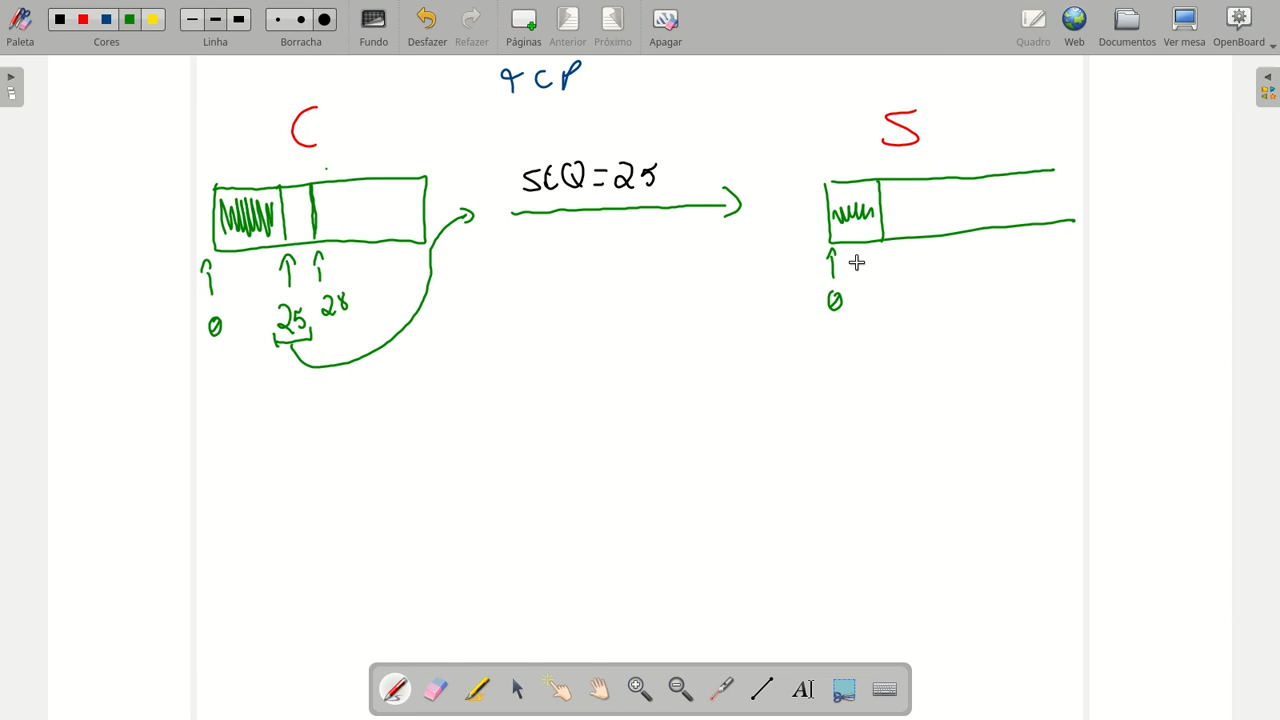 Paleta Cores Linha Borracha Fundo Desfazer Refazer Páginas Anterior Próximo Apagar Quadro Web Documentos Ver mesa OpenBoard
TCP
C S
SEQ=25
0 25 28 0
AI